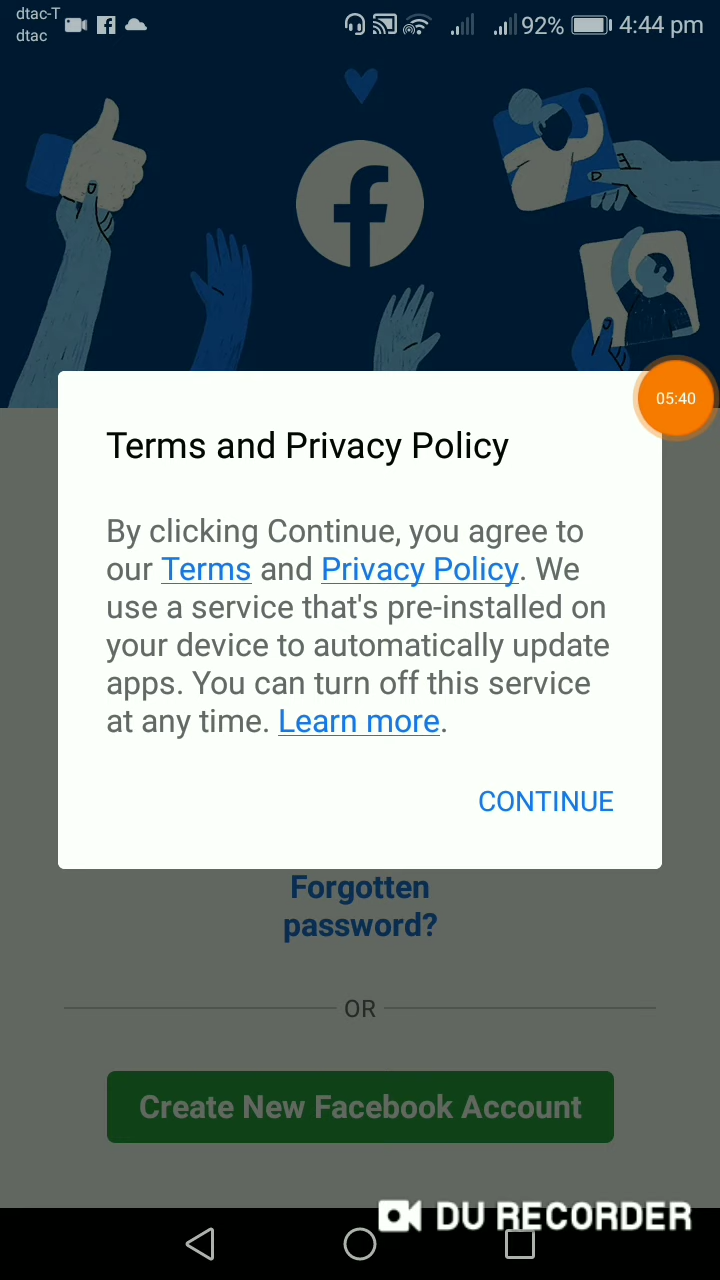 dtac-T
dtac
92%
4:44 pm
05:40
Terms and Privacy Policy
By clicking Continue, you agree to
our Terms and Privacy Policy. We
use a service that's pre-installed on
your device to automatically update
apps. You can turn off this service
at any time. Learn more.
CONTINUE
Forgotten
password?
OR
Create New Facebook Account
DU RECORDER